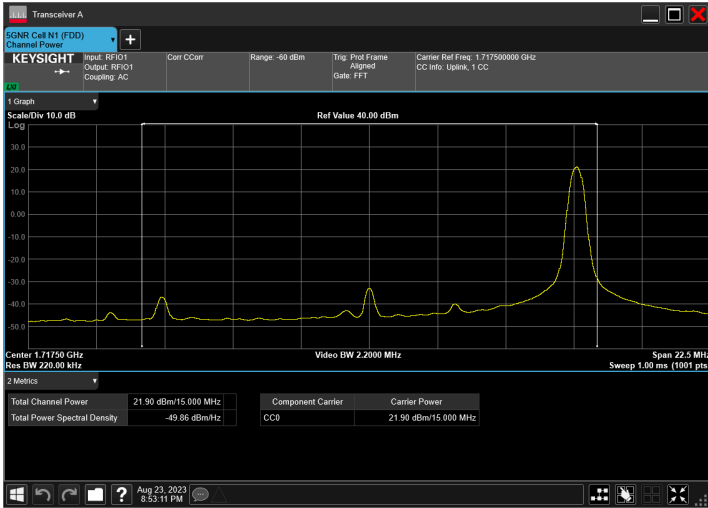 Transceiver A
5GNR Cell N1 (FDD)
Channel Power
KEYSIGHT
Input: RFIO1
Output: RFIO1
Coupling: AC
Corr CCorr
Range: -60 dBm
Trig: Prot Frame
Aligned
Gate: FFT
Carrier Ref Freq: 1.717500000 GHz
CC Info: Uplink, 1 CC
LXI
1 Graph
Scale/Div 10.0 dB
Ref Value 40.00 dBm
Log
30.0
20.0
10.0
0.00
-10.0
-20.0
-30.0
-40.0
-50.0
Center 1.71750 GHz
Video BW 2.2000 MHz
Span 22.5 MHz
Res BW 220.00 kHz
Sweep 1.00 ms (1001 pts
2 Metrics
Total Channel Power 21.90 dBm/15.000 MHz
Total Power Spectral Density -49.86 dBm/Hz
Component Carrier Carrier Power
CC0 21.90 dBm/15.000 MHz
Aug 23, 2023
8:53:11 PM